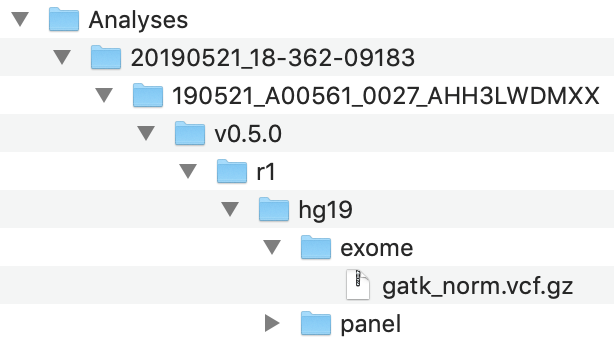 Analyses
20190521_18-362-09183
190521_A00561_0027_AHH3LWDMXX
v0.5.0
r1
hg19
exome
gatk_norm.vcf.gz
panel